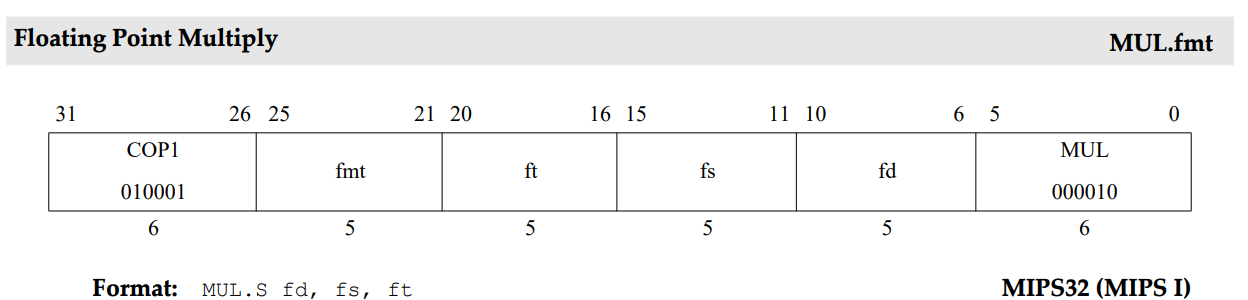 Floating Point Multiply MUL.fmt
31 26 25 21 20 16 15 11 10 6 5 0
COP1 MUL
fmt ft fs fd
010001 000010
6 5 5 5 5 6
Format: MUL.S fd, fs, ft MIPS32 (MIPS I)